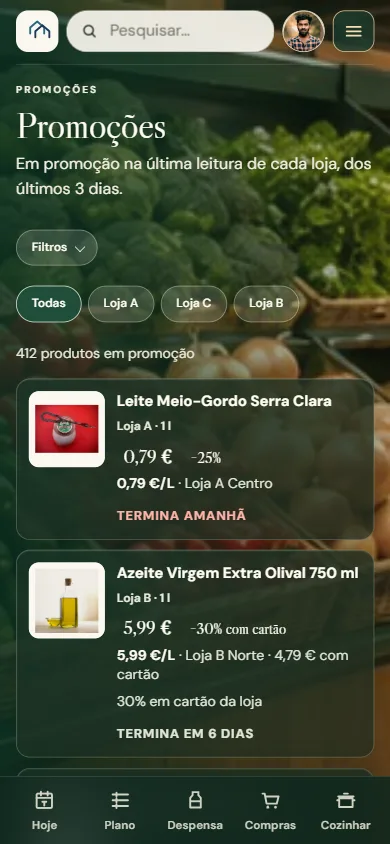 Pesquisar...
PROMOÇÕES
Promoções
Em promoção na última leitura de cada loja, dos
últimos 3 dias.
Filtros
Todas
Loja A
Loja C
Loja B
412 produtos em promoção
Leite Meio-Gordo Serra Clara
Loja A · 1 l
0,79 € -25%
0,79 €/L · Loja A Centro
TERMINA AMANHÃ
Azeite Virgem Extra Olival 750 ml
Loja B · 1 l
5,99 € -30% com cartão
5,99 €/L · Loja B Norte · 4,79 € com
cartão
30% em cartão da loja
TERMINA EM 6 DIAS
Hoje
Plano
Despensa
Compras
Cozinhar